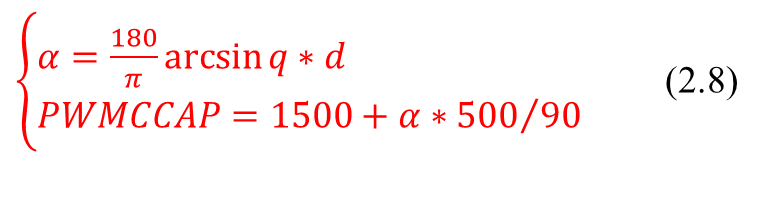 α = 180/π arcsin q * d
PWMCCAP = 1500 + α * 500/90
(2.8)